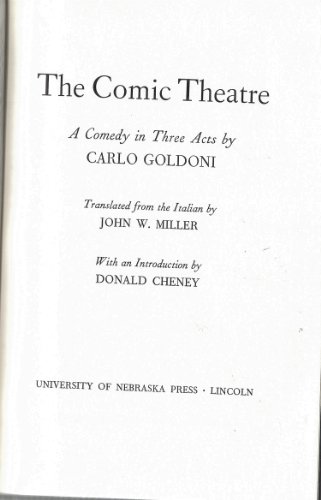 The Comic Theatre
A Comedy in Three Acts by
CARLO GOLDONI
Translated from the Italian by
JOHN W. MILLER
With an Introduction by
DONALD CHENEY
UNIVERSITY OF NEBRASKA PRESS · LINCOLN